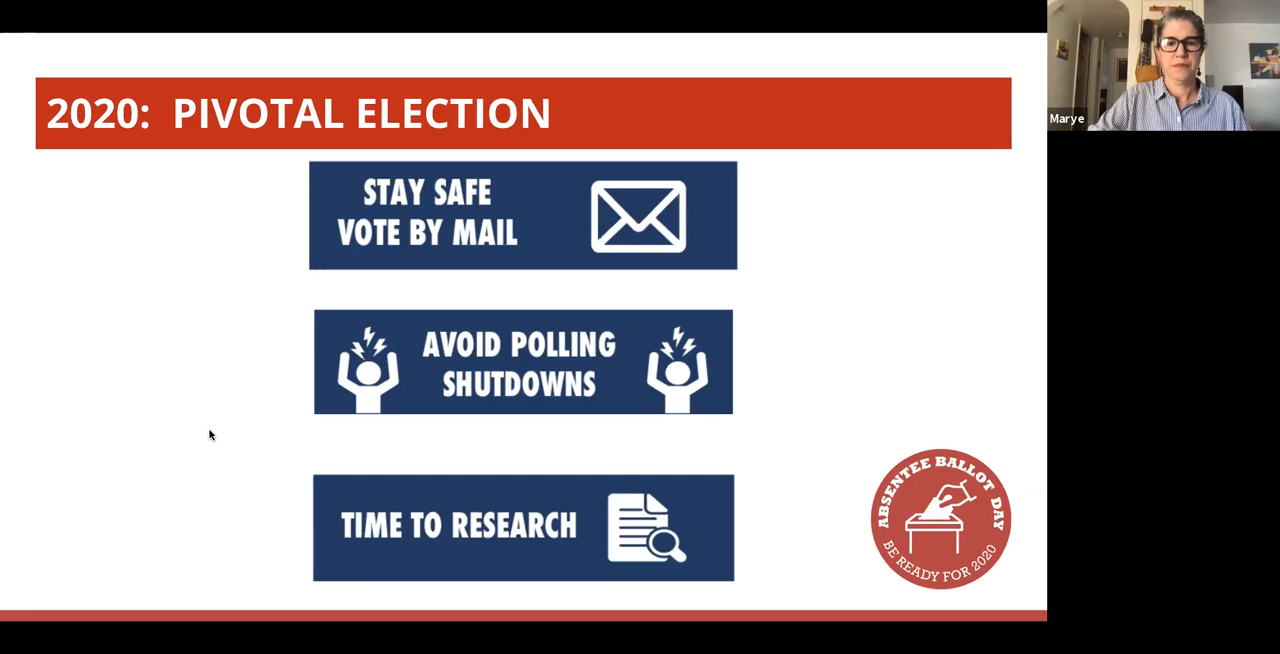 2020: PIVOTAL ELECTION
STAY SAFE
VOTE BY MAIL
AVOID POLLING
SHUTDOWNS
TIME TO RESEARCH
ABSENTEE BALLOT DAY
BE READY FOR 2020
Marye